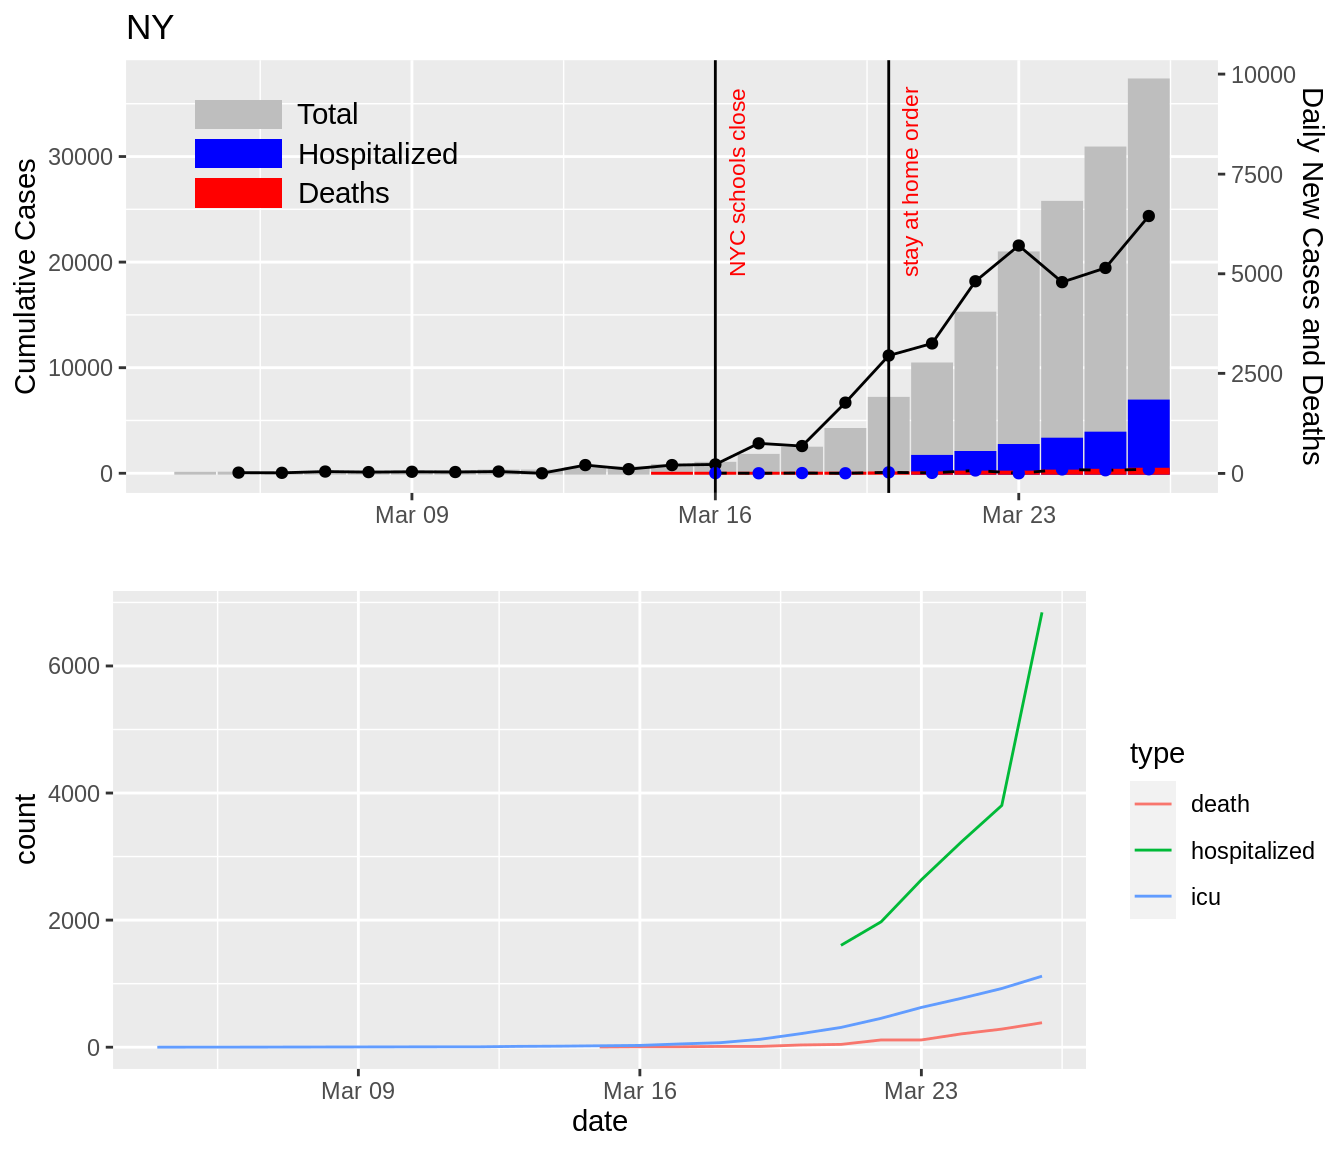 NY
Total
Hospitalized
Deaths
NYC schools close
stay at home order
Cumulative Cases
30000
20000
10000
0
10000
7500
5000
2500
0
Daily New Cases and Deaths
Mar 09
Mar 16
Mar 23
count
6000
4000
2000
0
Mar 09
Mar 16
Mar 23
date
type
death
hospitalized
icu